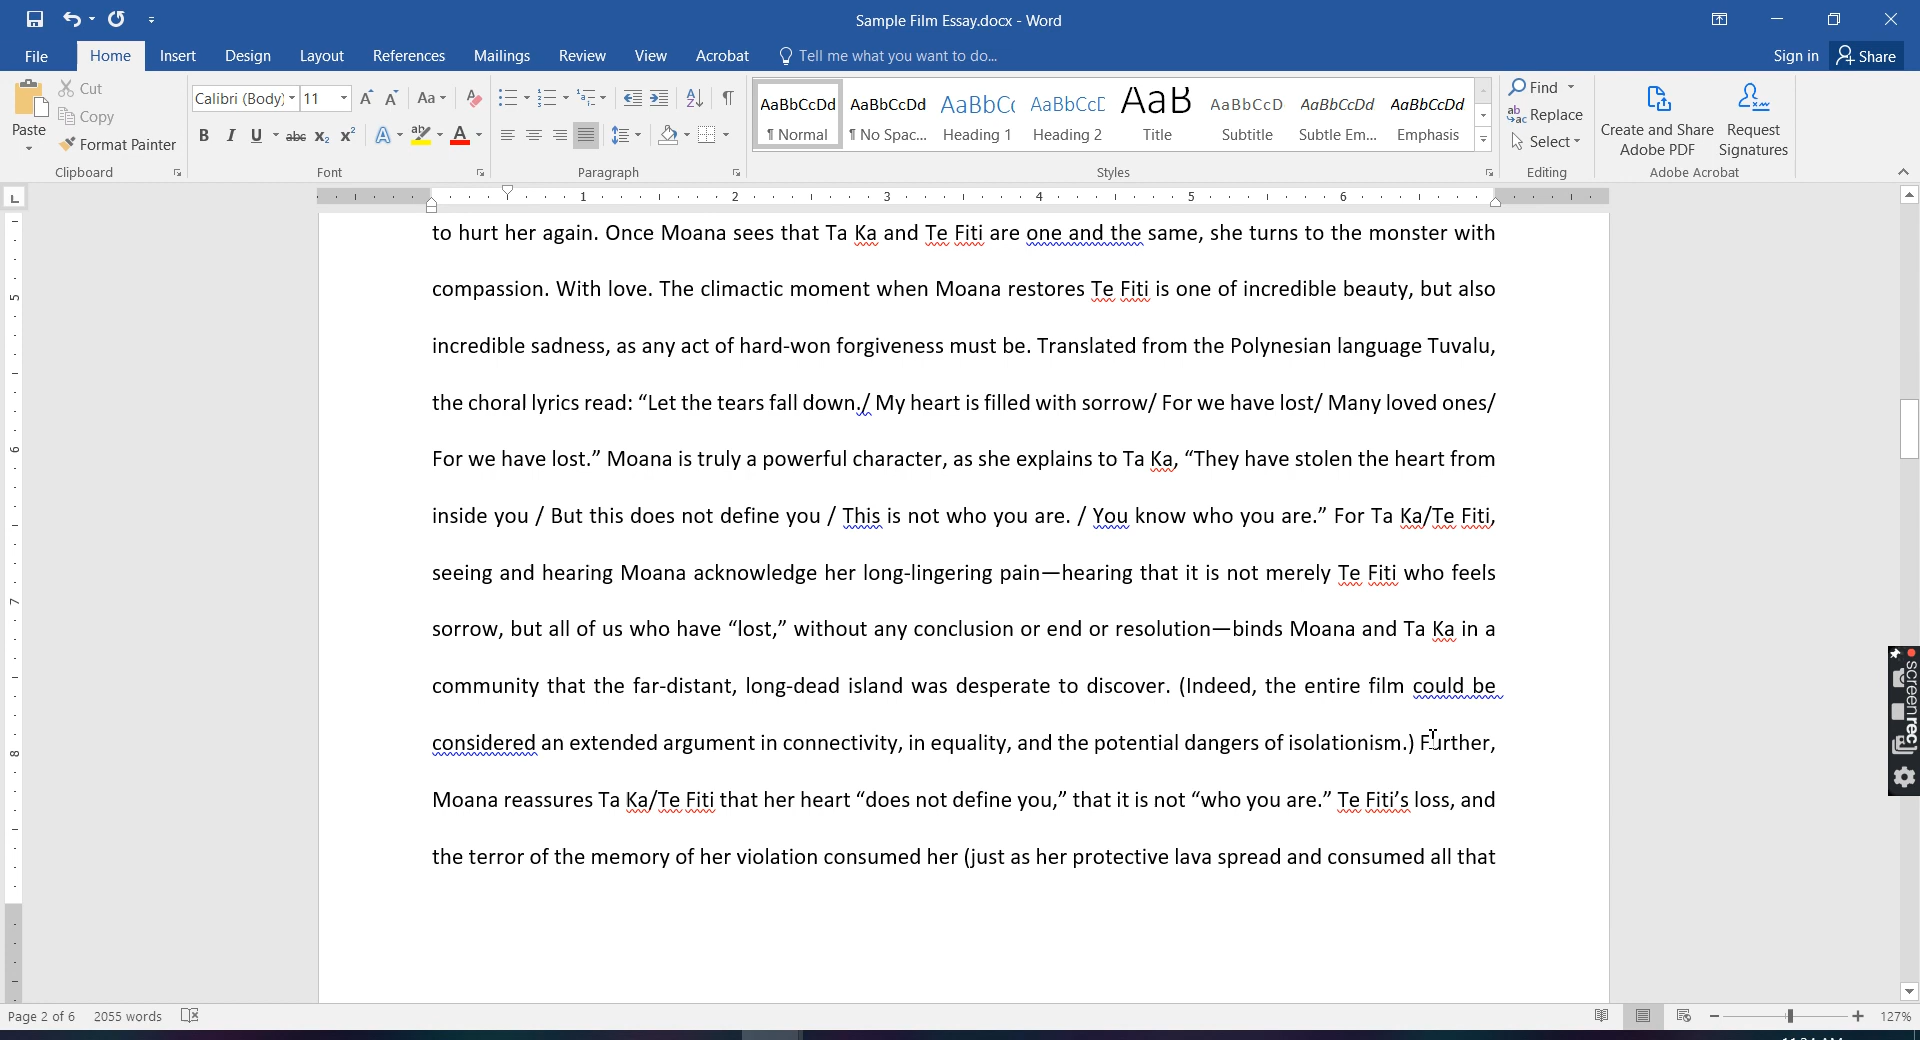 Sample Film Essay.docx - Word
File Home Insert Design Layout References Mailings Review View Acrobat Tell me what you want to do... Sign in Share
Paste Cut Copy Format Painter Clipboard
Calibri (Body) 11 Aa
B I U abc X₂ X² A ab A
Font
Paragraph
AaBbCcDd AaBbCcDd AaBbC AaBbCcC AaB AaBbCcD AaBbCcDd AaBbCcDd
¶ Normal ¶ No Spac... Heading 1 Heading 2 Title Subtitle Subtle Em... Emphasis
Styles
Find
Replace
Select
Editing
Create and Share Adobe PDF Request Signatures
Adobe Acrobat
L 1 2 3 4 5 6
to hurt her again. Once Moana sees that Ta Ka and Te Fiti are one and the same, she turns to the monster with
compassion. With love. The climactic moment when Moana restores Te Fiti is one of incredible beauty, but also
incredible sadness, as any act of hard-won forgiveness must be. Translated from the Polynesian language Tuvalu,
the choral lyrics read: “Let the tears fall down./ My heart is filled with sorrow/ For we have lost/ Many loved ones/
For we have lost.” Moana is truly a powerful character, as she explains to Ta Ka, “They have stolen the heart from
inside you / But this does not define you / This is not who you are. / You know who you are.” For Ta Ka/Te Fiti,
seeing and hearing Moana acknowledge her long-lingering pain—hearing that it is not merely Te Fiti who feels
sorrow, but all of us who have “lost,” without any conclusion or end or resolution—binds Moana and Ta Ka in a
community that the far-distant, long-dead island was desperate to discover. (Indeed, the entire film could be
considered an extended argument in connectivity, in equality, and the potential dangers of isolationism.) Further,
Moana reassures Ta Ka/Te Fiti that her heart “does not define you,” that it is not “who you are.” Te Fiti’s loss, and
the terror of the memory of her violation consumed her (just as her protective lava spread and consumed all that
5
6
7
8
screenrec
Page 2 of 6 2055 words 127%